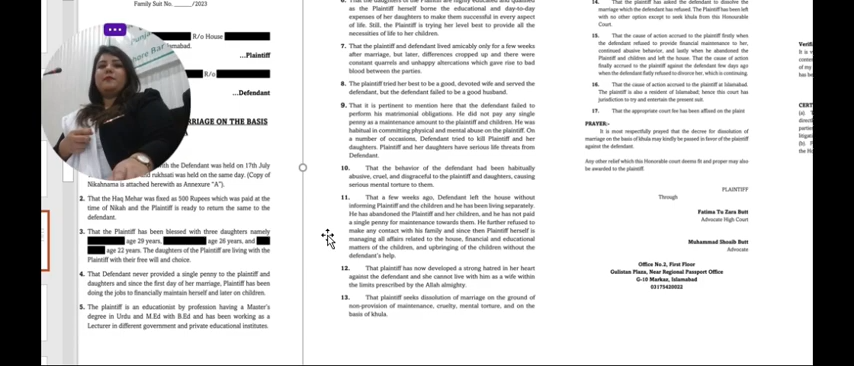 Family Suit No. ______/2023
R/o House
...Plaintiff
R/o
...Defendant
RRIAGE ON THE BASIS
ith the Defendant was held on 17th July
nd rukhsati was held on the same day. (Copy of
Nikahnama is attached herewith as Annexure "A").
2. That the Haq Mehar was fixed as 500 Rupees which was paid at the
time of Nikah and the Plaintiff is ready to return the same to the
defendant.
3. That the Plaintiff has been blessed with three daughters namely
age 29 years, age 28 years, and
age 22 years. The daughters of the Plaintiff are living with the
Plaintiff with their free will and choice.
4. That Defendant never provided a single penny to the plaintiff and
daughters and since the first day of her marriage, Plaintiff has been
doing the jobs to financially maintain herself and later on children.
5. The plaintiff is an educationist by profession having a Master's
degree in Urdu and M.Ed with B.Ed and has been working as a
Lecturer in different government and private educational institutes.
as the Plaintiff herself borne the educational and day-to-day
expenses of her daughters to make them successful in every aspect
of life. Still, the Plaintiff is trying her level best to provide all the
necessities of life to her children.
7. That the plaintiff and defendant lived amicably only for a few weeks
after marriage, but later, differences cropped up and there were
constant quarrels and unhappy altercations which gave rise to bad
blood between the parties.
8. The plaintiff tried her best to be a good, devoted wife and served the
defendant, but the defendant failed to be a good husband.
9. That it is pertinent to mention here that the defendant failed to
perform his matrimonial obligations. He did not pay any single
penny as a maintenance amount to the plaintiff and children. He was
habitual in committing physical and mental abuse on the plaintiff. On
a number of occasions, Defendant tried to kill Plaintiff and her
daughters. Plaintiff and her daughters have serious life threats from
Defendant.
10. That the behavior of the defendant had been habitually
abusive, cruel, and disgraceful to the plaintiff and daughters, causing
serious mental torture to them.
11. That a few weeks ago, Defendant left the house without
informing Plaintiff and the children and he has been living separately.
He has abandoned the Plaintiff and her children, and he has not paid
a single penny for maintenance towards them. He further refused to
make any contact with his family and since then Plaintiff herself is
managing all affairs related to the house, financial and educational
matters of the children, and upbringing of the children without the
defendant's help.
12. That plaintiff has now developed a strong hatred in her heart
against the defendant and she cannot live with him as a wife within
the limits prescribed by the Allah almighty.
13. That plaintiff seeks dissolution of marriage on the ground of
non-provision of maintenance, cruelty, mental torture, and on the
basis of khula.
14. That the plaintiff has asked the defendant to dissolve the
marriage which the defendant has refused. The plaintiff has been left
with no other option except to seek khula from this Honourable
Court.
15. That the cause of action accrued to the plaintiff firstly when
the defendant refused to provide financial maintenance to her,
continued abusive behavior, and lastly when he abandoned the
Plaintiff and children and left the house. That the cause of action
finally accrued to the plaintiff against the defendant few days ago
when the defendant flatly refused to divorce her, which is continuing.
16. That the cause of action accrued to the plaintiff at Islamabad.
The plaintiff is also a resident of Islamabad; hence this court has
jurisdiction to try and entertain the present suit.
17. That the appropriate court fee has been affixed on the plaint
PRAYER:-
It is most respectfully prayed that the decree for dissolution of
marriage on the basis of khula may kindly be passed in favor of the plaintiff
against the defendant.
Any other relief which this Honorable court deems fit and proper may also
be awarded to the plaintiff.
PLAINTIFF
Through
Fatima Tu Zara Butt
Advocate High Court
Muhammad Shoaib Butt
Advocate
Office No.2, First Floor
Gulistan Plaza, Near Regional Passport Office
G-10 Markaz, Islamabad
03175420022
Verifi
It is v
of my
has be
CERT
(a)
(b)